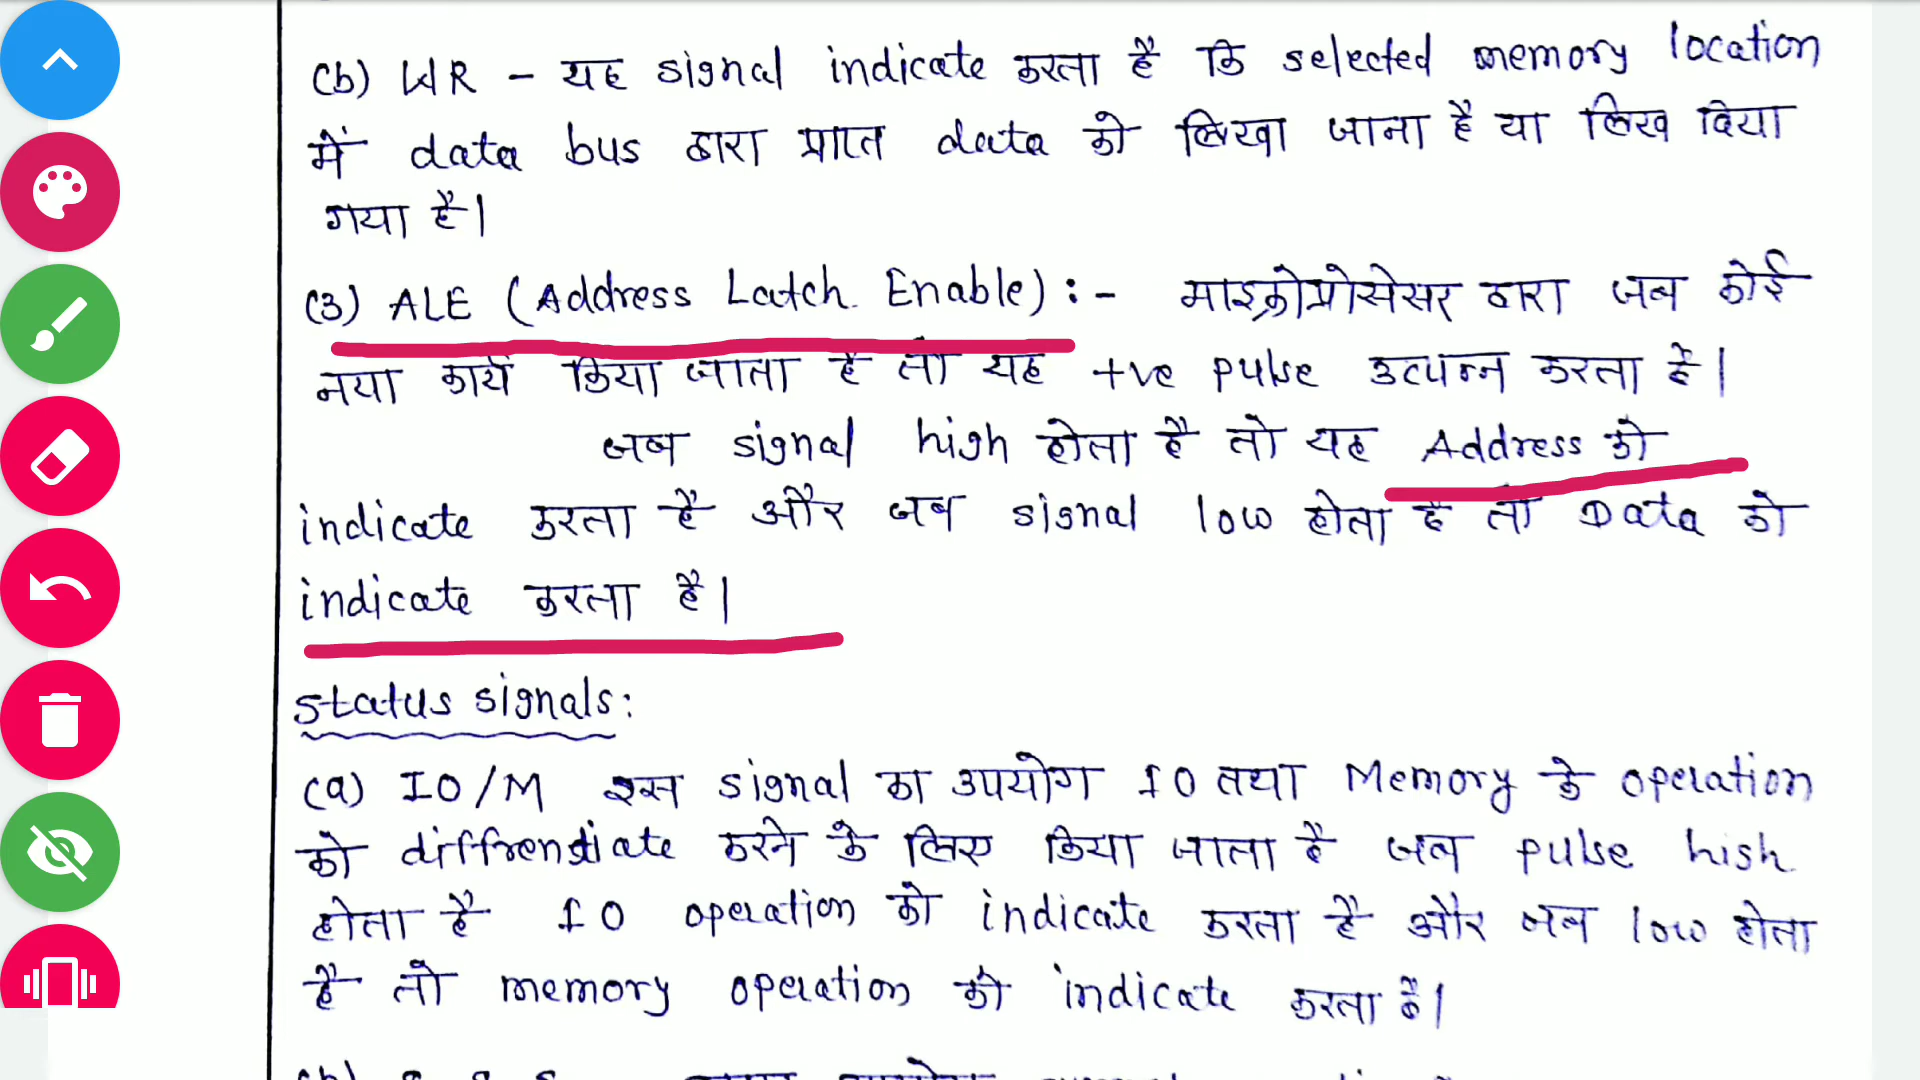 (b) WR - यह signal indicate करता है कि selected memory location
में data bus द्वारा प्राप्त data को लिखा जाना है या लिख दिया
गया है।
(3) ALE (Address Latch Enable) :- माइक्रोप्रोसेसर द्वारा जब कोई
नया कार्य किया जाता है तो यह +ve pulse उत्पन्न करता है।
जब signal high होता है तो यह Address को
indicate करता है और जब signal low होता है तो Data को
indicate करता है।
status signals:
(a) IO/M इस signal का उपयोग IO तथा Memory के operation
को diffrendiate करने के लिए किया जाता है जब pulse high
होता है IO operation को indicate करता है और जब low होता
है तो memory operation को indicate करता है।